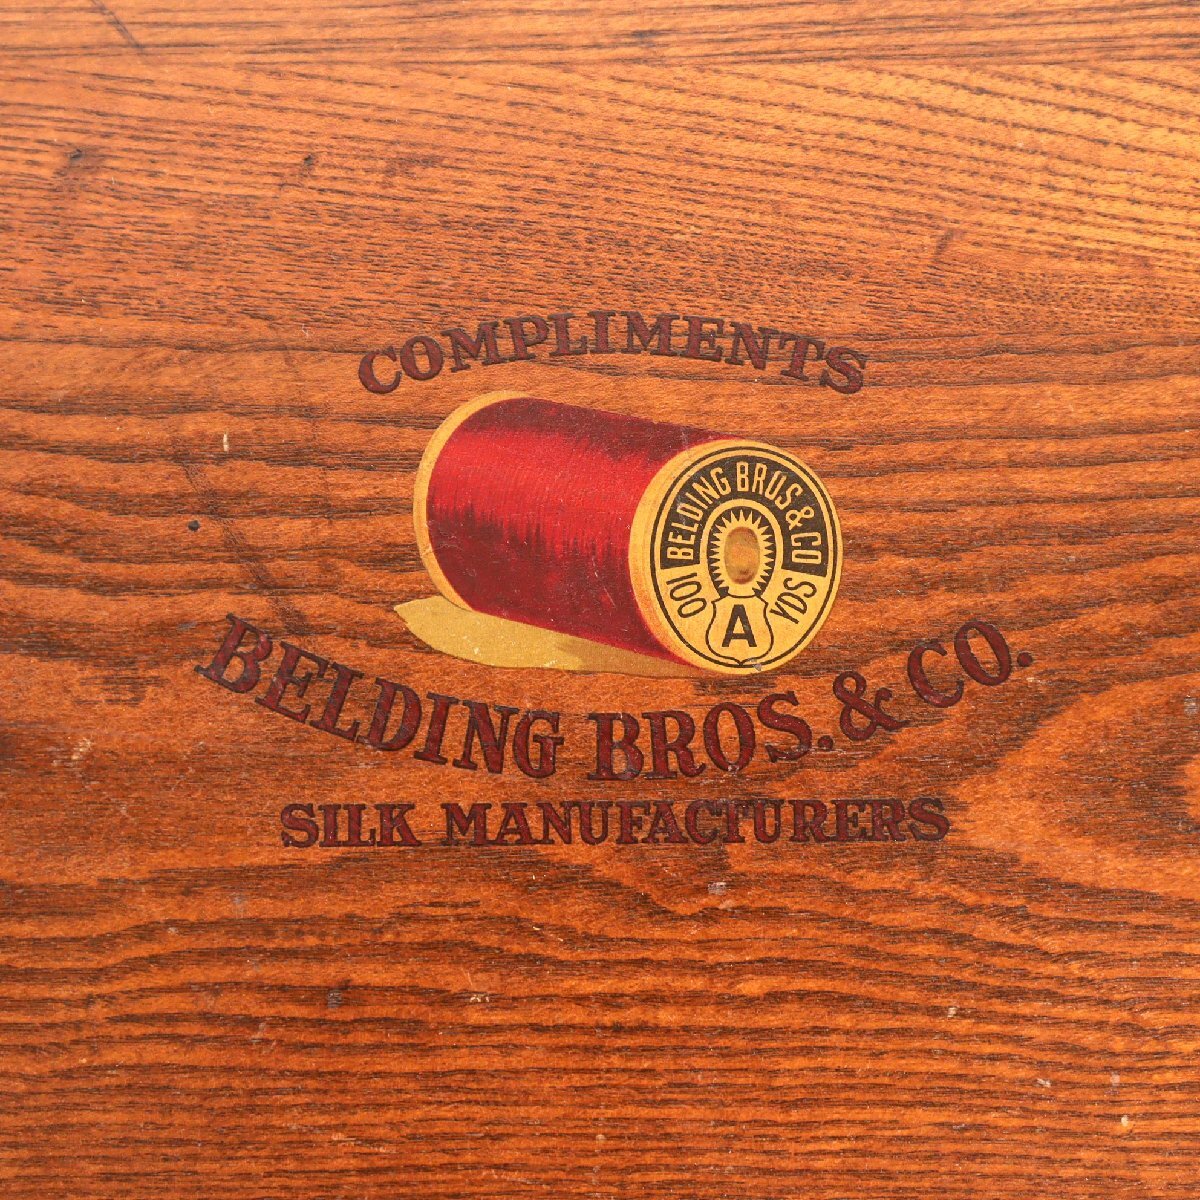 COMPLIMENTS
BELDING BROS & CO
100 YDS
A
BELDING BROS. & CO.
SILK MANUFACTURERS